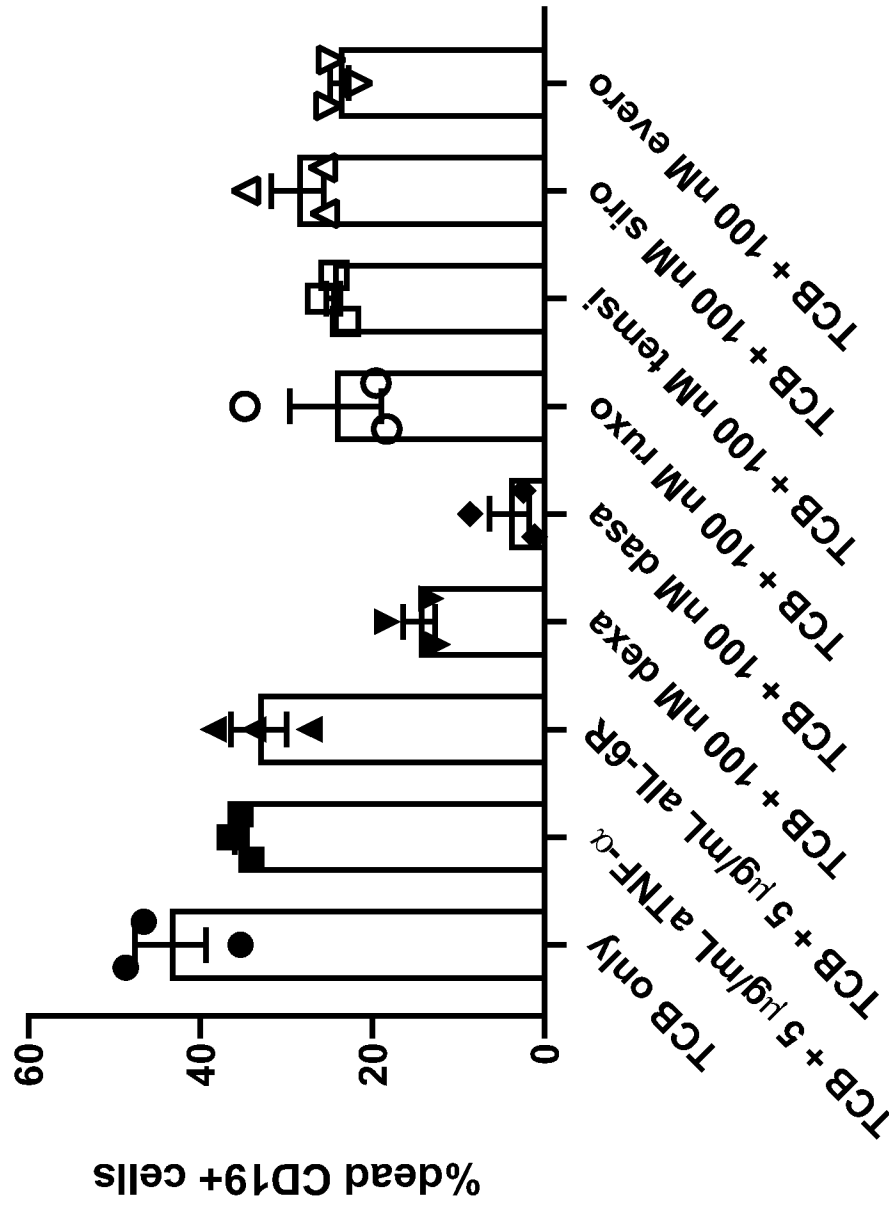 %dead CD19+ cells
60
40
20
0
TCB only
TCB + 5 µg/mL aTNF-α
TCB + 5 µg/mL aIL-6R
TCB + 100 nM dexa
TCB + 100 nM dasa
TCB + 100 nM ruxo
TCB + 100 nM temsi
TCB + 100 nM siro
TCB + 100 nM evero